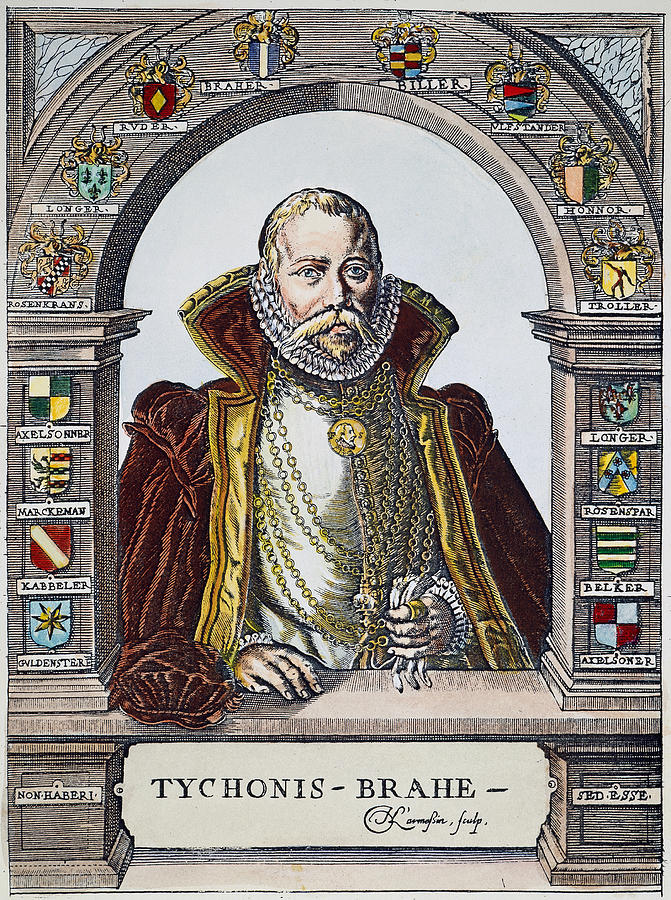 BRAHER.
BILLER.
RVDER.
VLFSTANDER
LONGER.
HONNOR.
ROSENKRANS.
TROLLER.
AXELSONNER
LONGER.
MARCKEMAN
ROSENSPAR
KABBELER
BELKER
GVLDENSTERE
AXELSONER
TYCHONIS - BRAHE -
NON HABERI.
SED. ESSE.
L'armeßin, sculp.